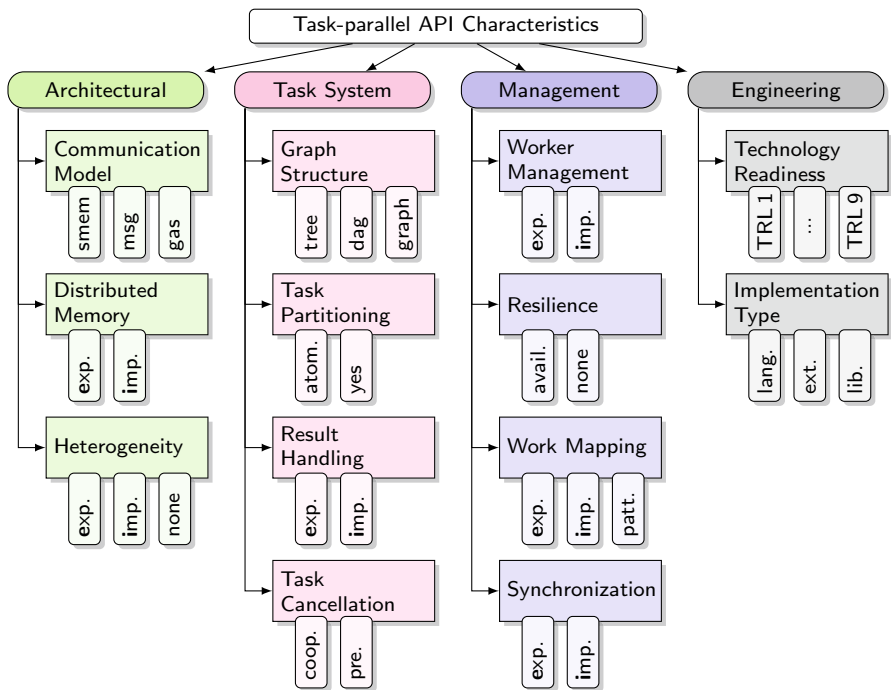 Task-parallel API Characteristics
Architectural
Communication
Model
smem
msg
gas
Distributed
Memory
exp.
imp.
Heterogeneity
exp.
imp.
none
Task System
Graph
Structure
tree
dag
graph
Task
Partitioning
atom.
yes
Result
Handling
exp.
imp.
Task
Cancellation
coop.
pre.
Management
Worker
Management
exp.
imp.
Resilience
avail.
none
Work Mapping
exp.
imp.
patt.
Synchronization
exp.
imp.
Engineering
Technology
Readiness
TRL 1
...
TRL 9
Implementation
Type
lang.
ext.
lib.